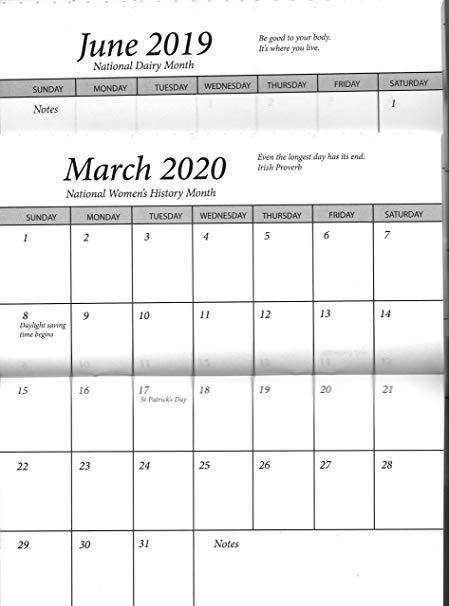 June 2019
National Dairy Month
Be good to your body.
It's where you live.
SUNDAY MONDAY TUESDAY WEDNESDAY THURSDAY FRIDAY SATURDAY
Notes 1
March 2020
National Women's History Month
Even the longest day has its end.
Irish Proverb
SUNDAY MONDAY TUESDAY WEDNESDAY THURSDAY FRIDAY SATURDAY
1 2 3 4 5 6 7
8 9 10 11 12 13 14
Daylight saving
time begins
15 16 17 18 19 20 21
St Patrick's Day
22 23 24 25 26 27 28
29 30 31 Notes